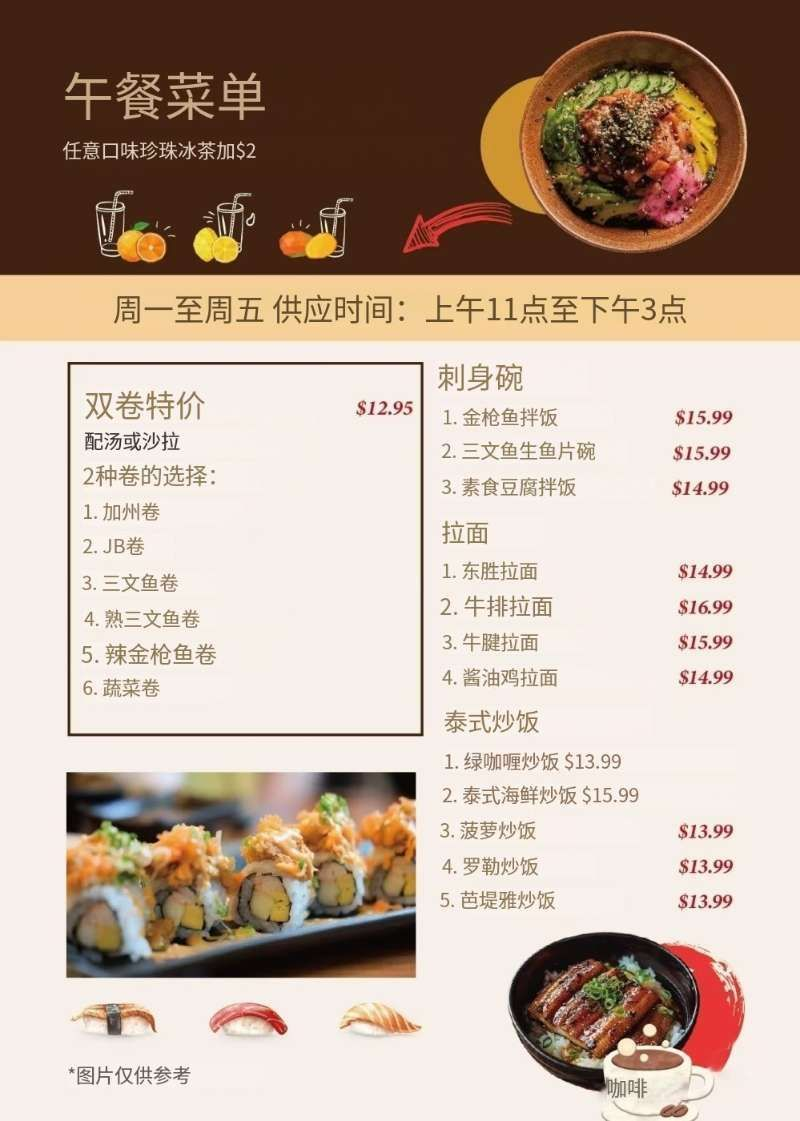 午餐菜单
任意口味珍珠冰茶加$2
周一至周五 供应时间：上午11点至下午3点
双卷特价 $12.95
配汤或沙拉
2种卷的选择：
1. 加州卷
2. JB卷
3. 三文鱼卷
4. 熟三文鱼卷
5. 辣金枪鱼卷
6. 蔬菜卷
刺身碗
1. 金枪鱼拌饭 $15.99
2. 三文鱼生鱼片碗 $15.99
3. 素食豆腐拌饭 $14.99
拉面
1. 东胜拉面 $14.99
2. 牛排拉面 $16.99
3. 牛腱拉面 $15.99
4. 酱油鸡拉面 $14.99
泰式炒饭
1. 绿咖喱炒饭 $13.99
2. 泰式海鲜炒饭 $15.99
3. 菠萝炒饭 $13.99
4. 罗勒炒饭 $13.99
5. 芭堤雅炒饭 $13.99
*图片仅供参考
咖啡